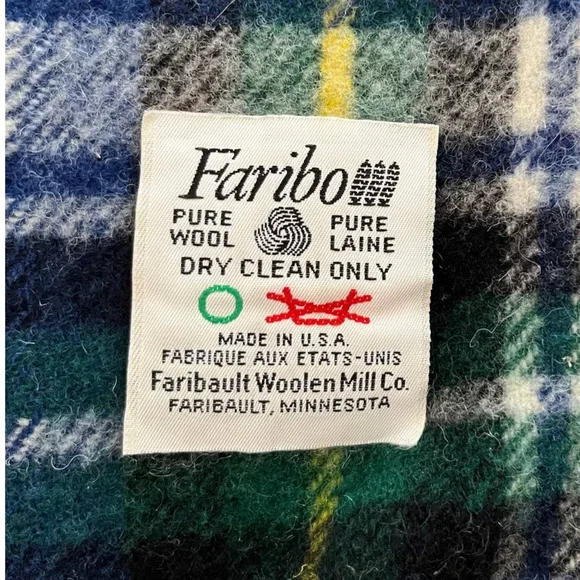 Faribo
PURE WOOL
PURE LAINE
DRY CLEAN ONLY
MADE IN U.S.A.
FABRIQUE AUX ETATS-UNIS
Faribault Woolen Mill Co.
FARIBAULT, MINNESOTA